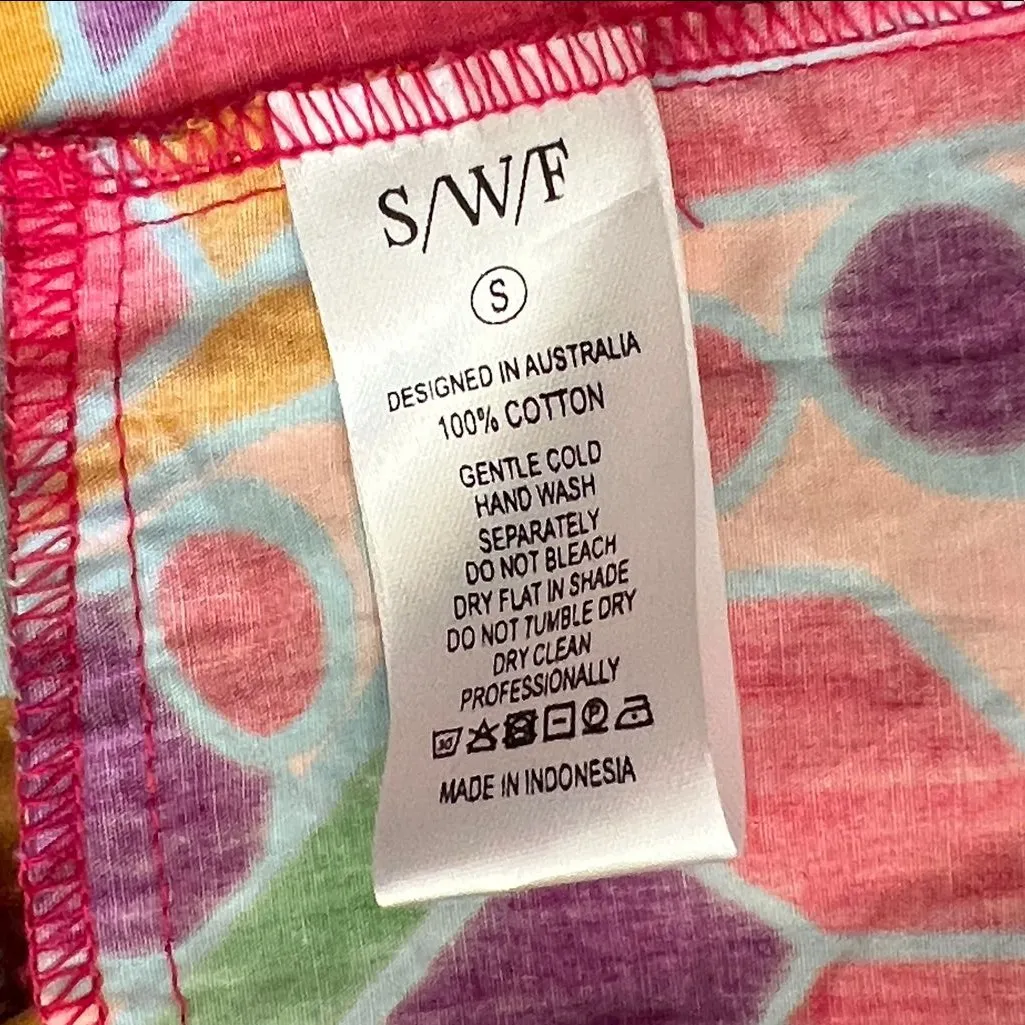 S/W/F
S
DESIGNED IN AUSTRALIA
100% COTTON
GENTLE COLD
HAND WASH
SEPARATELY
DO NOT BLEACH
DRY FLAT IN SHADE
DO NOT TUMBLE DRY
DRY CLEAN
PROFESSIONALLY
30 P
MADE IN INDONESIA